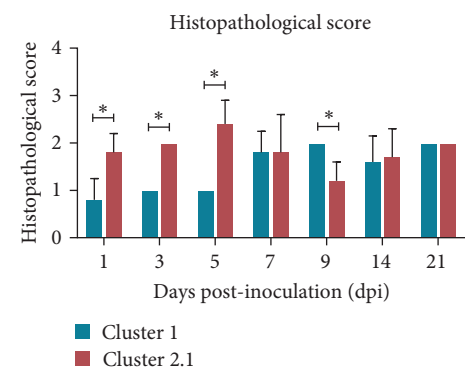 Histopathological score
Histopathological score
4
3
2
1
0
* * * *
1 3 5 7 9 14 21
Days post-inoculation (dpi)
Cluster 1
Cluster 2.1